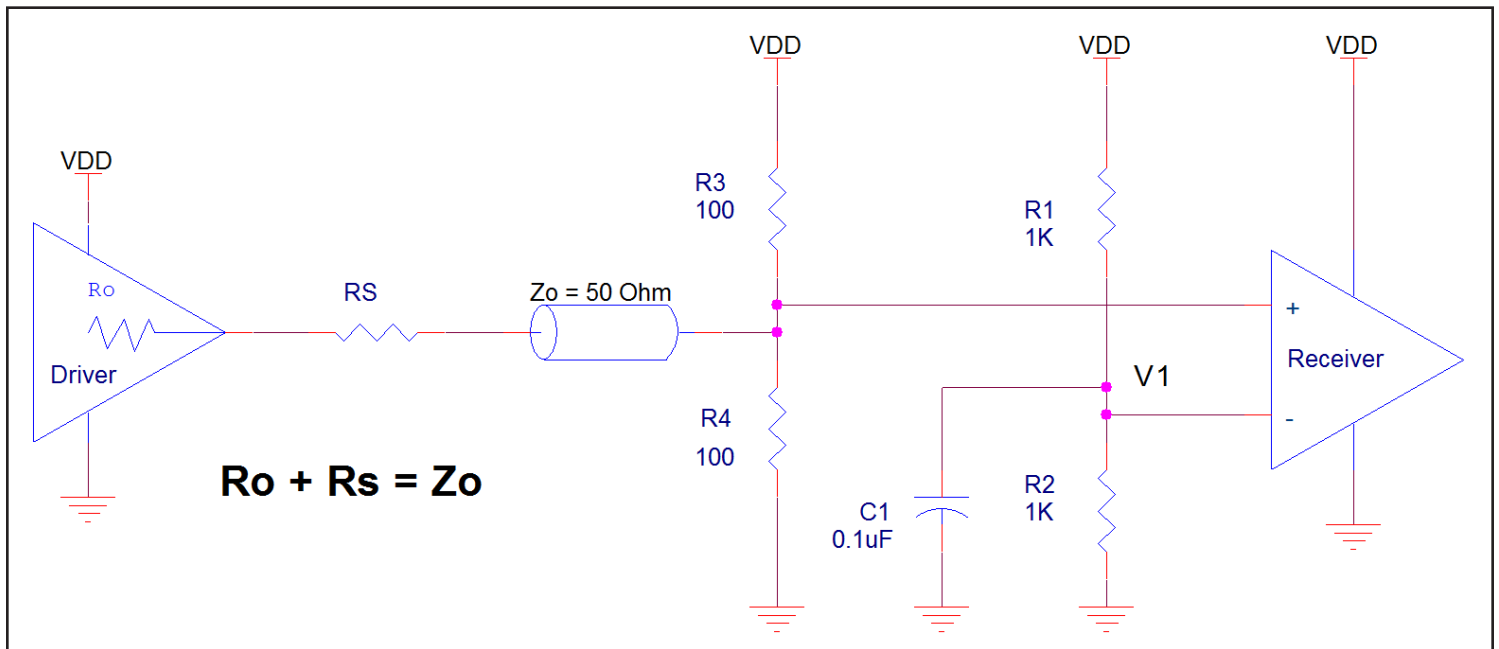 VDD
VDD
VDD
VDD
R3
100
R1
1K
Ro
RS
Zo = 50 Ohm
+
Driver
Receiver
V1
R4
100
-
Ro + Rs = Zo
R2
1K
C1
0.1uF